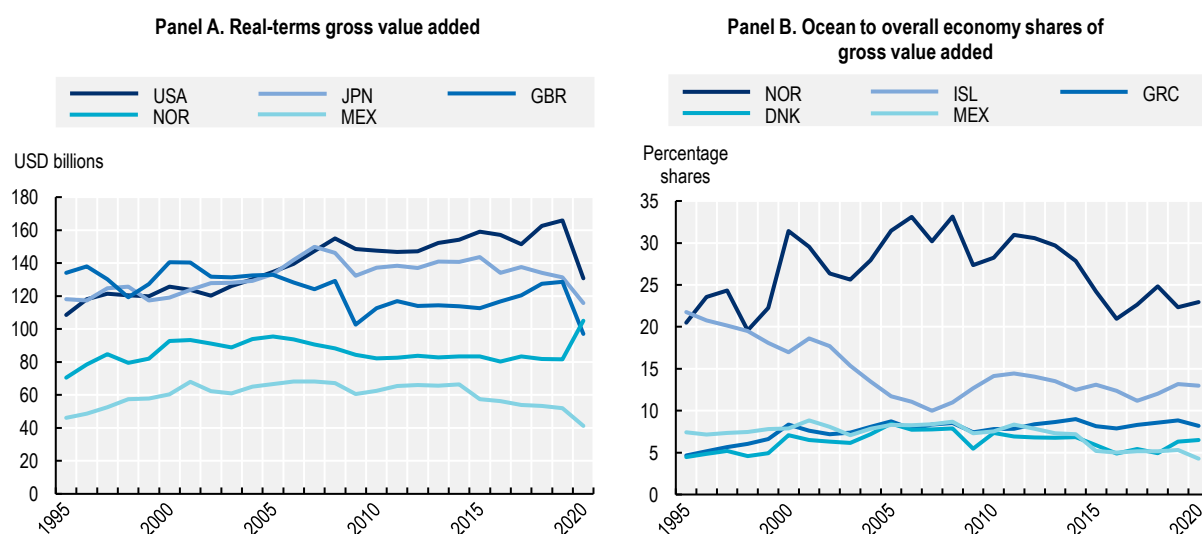 Panel A. Real-terms gross value added
USA JPN GBR
NOR MEX
USD billions
180
160
140
120
100
80
60
40
20
0
1995 2000 2005 2010 2015 2020
Panel B. Ocean to overall economy shares of
gross value added
NOR ISL GRC
DNK MEX
Percentage
shares
35
30
25
20
15
10
5
0
1995 2000 2005 2010 2015 2020